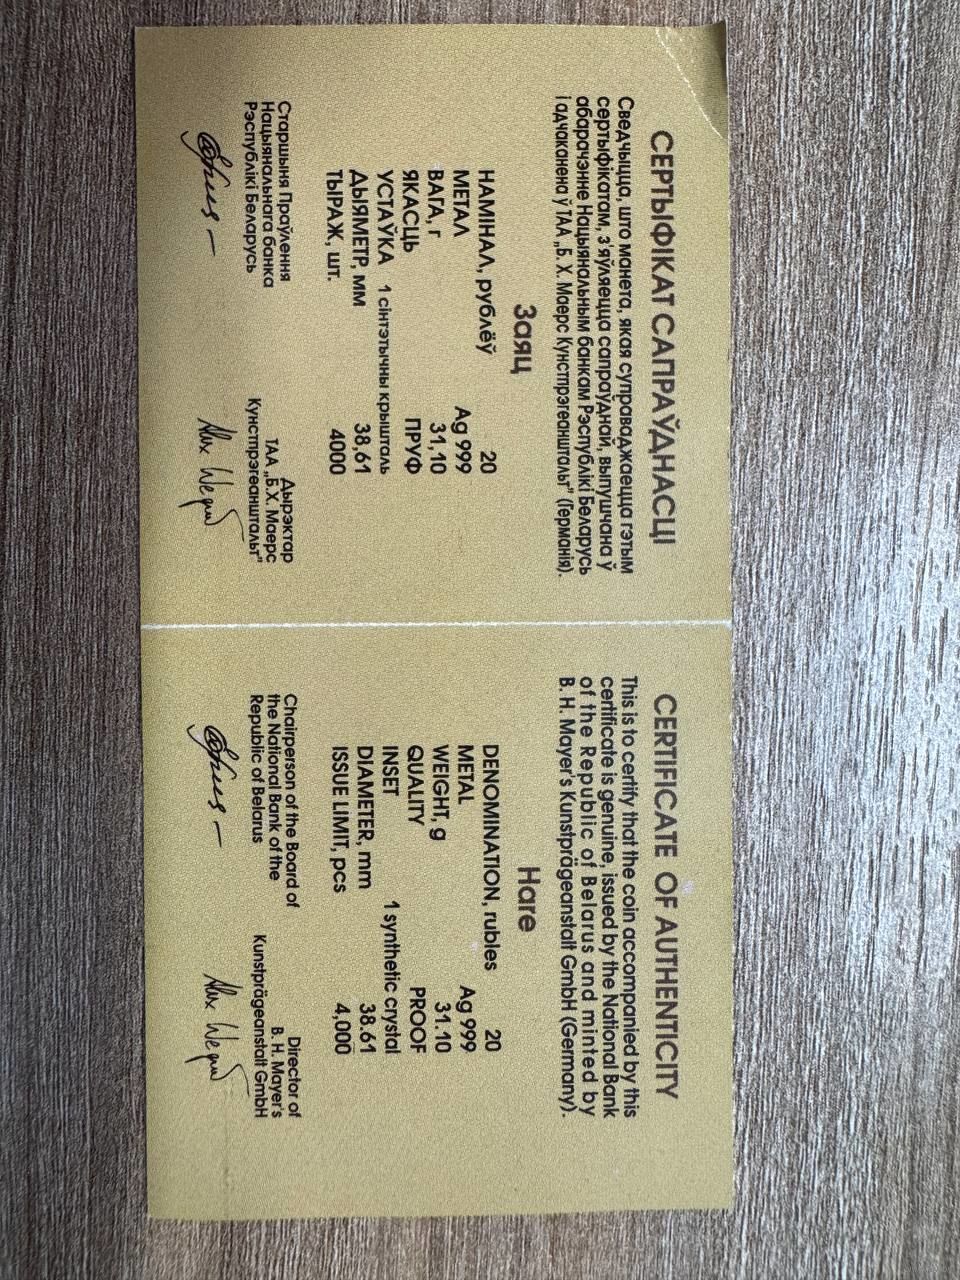 СЕРТЫФІКАТ САПРАЎДНАСЦІ
Сведчыцца, што манета, якая суправаджаецца гэтым
сертыфікатам, з'яўляецца сапраўднай, выпушчана ў
абарачэнне Нацыянальным банкам Рэспублікі Беларусь
і адчаканена ў ТАА „Б. Х. Маерс Кунстпрэгеанштальт" (Германія).
Заяц
НАМІНАЛ, рублёў 20
МЕТАЛ Ag 999
ВАГА, г 31,10
ЯКАСЦЬ ПРУФ
УСТАЎКА 1 сінтэтычны крышталь
ДЫЯМЕТР, мм 38,61
ТЫРАЖ, шт. 4000
Старшыня Праўлення
Нацыянальнага банка
Рэспублікі Беларусь
Дырэктар
ТАА „Б.Х. Маерс
Кунстпрэгеанштальт"
CERTIFICATE OF AUTHENTICITY
This is to certify that the coin accompanied by this
certificate is genuine, issued by the National Bank
of the Republic of Belarus and minted by
B. H. Mayer's Kunstprägeanstalt GmbH (Germany).
Hare
DENOMINATION, rubles 20
METAL Ag 999
WEIGHT, g 31.10
QUALITY PROOF
INSET 1 synthetic crystal
DIAMETER, mm 38.61
ISSUE LIMIT, pcs 4,000
Chairperson of the Board of
the National Bank of the
Republic of Belarus
Director of
B. H. Mayer's
Kunstprägeanstalt GmbH